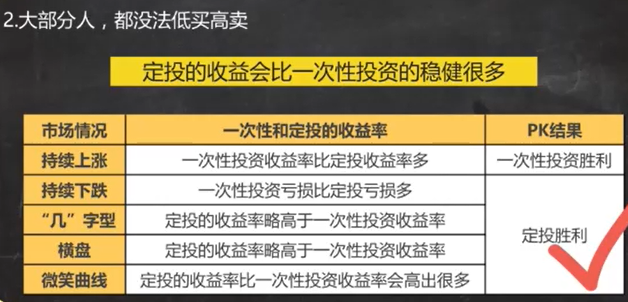 2.大部分人，都没法低买高卖
定投的收益会比一次性投资的稳健很多
市场情况 一次性和定投的收益率 PK结果
持续上涨 一次性投资收益率比定投收益率多 一次性投资胜利
持续下跌 一次性投资亏损比定投亏损多
“几”字型 定投的收益率略高于一次性投资收益率
定投胜利
横盘 定投的收益率略高于一次性投资收益率
微笑曲线 定投的收益率比一次性投资收益率会高出很多